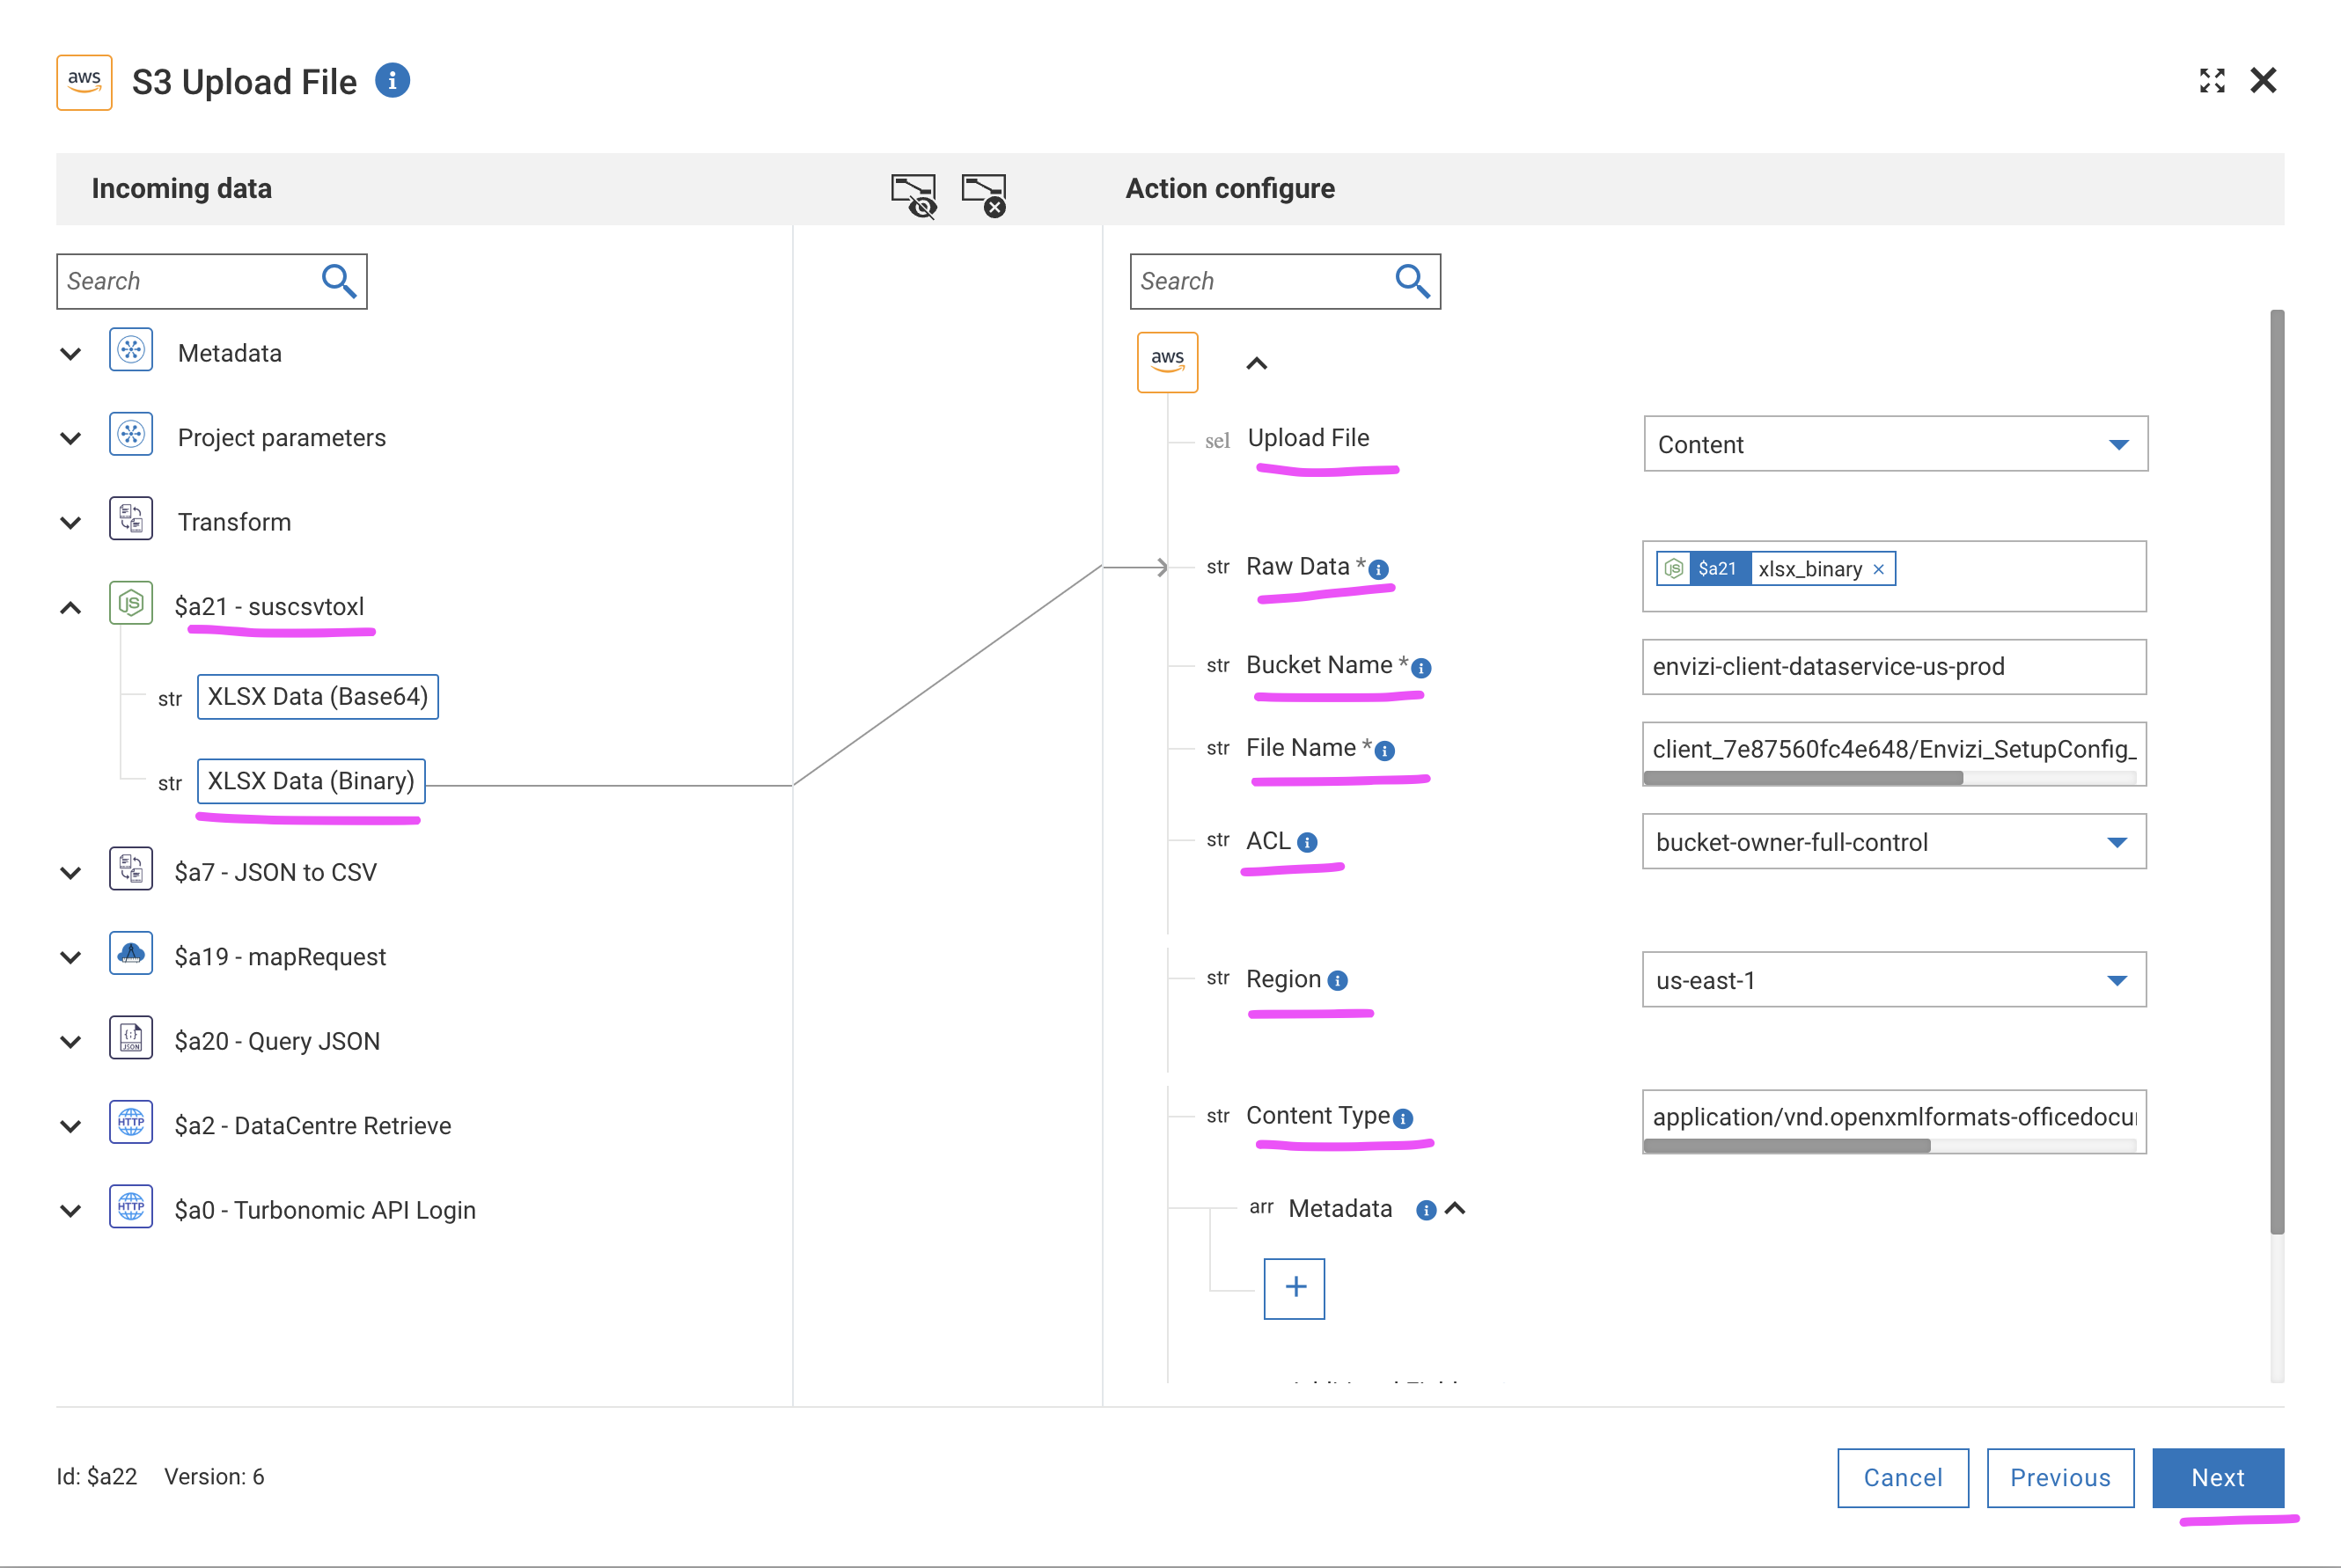 aws S3 Upload File
Incoming data
Action configure
Search
Metadata
Project parameters
Transform
$a21 - suscsvtoxl
str XLSX Data (Base64)
str XLSX Data (Binary)
$a7 - JSON to CSV
$a19 - mapRequest
$a20 - Query JSON
$a2 - DataCentre Retrieve
$a0 - Turbonomic API Login
Search
aws
sel Upload File Content
str Raw Data * $a21 xlsx_binary ×
str Bucket Name * envizi-client-dataservice-us-prod
str File Name * client_7e87560fc4e648/Envizi_SetupConfig_
str ACL bucket-owner-full-control
str Region us-east-1
str Content Type application/vnd.openxmlformats-officedocu
arr Metadata
+
Id: $a22 Version: 6
Cancel Previous Next